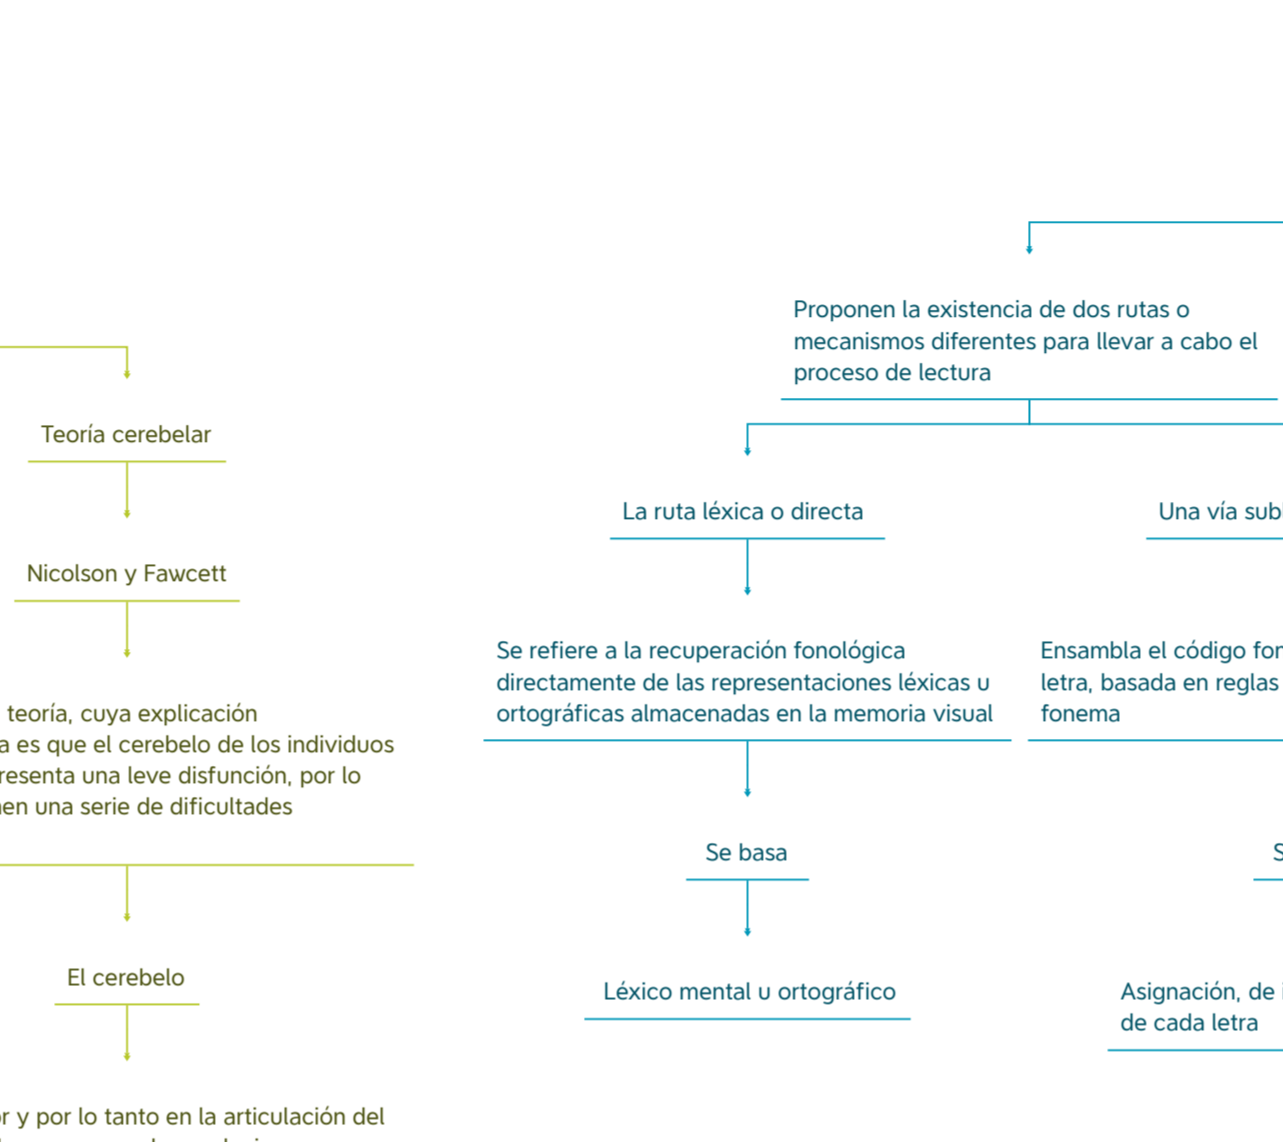 Proponen la existencia de dos rutas o
mecanismos diferentes para llevar a cabo el
proceso de lectura
Teoría cerebelar
La ruta léxica o directa
Una vía
Nicolson y Fawcett
Se refiere a la recuperación fonológica
directamente de las representaciones léxicas u
ortográficas almacenadas en la memoria visual
Ensambla el código
letra, basada en reglas
fonema
teoría, cuya explicación
es que el cerebelo de los individuos
una leve disfunción, por lo
una serie de dificultades
Se basa
El cerebelo
Léxico mental u ortográfico
Asignación, de
de cada letra
y por lo tanto en la articulación del